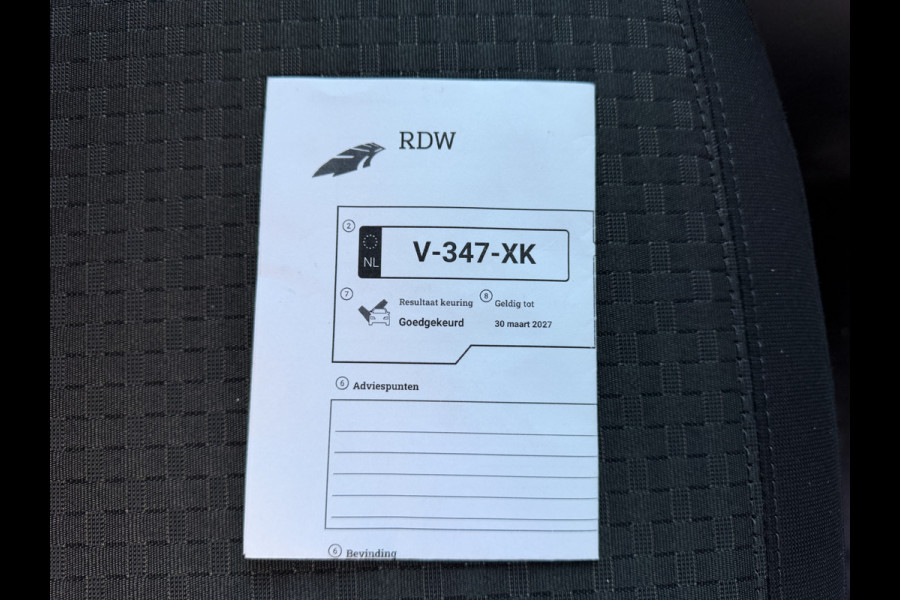 RDW
2
NL V-347-XK
7 Resultaat keuring 8 Geldig tot
Goedgekeurd 30 maart 2027
6 Adviespunten
6 Bevinding